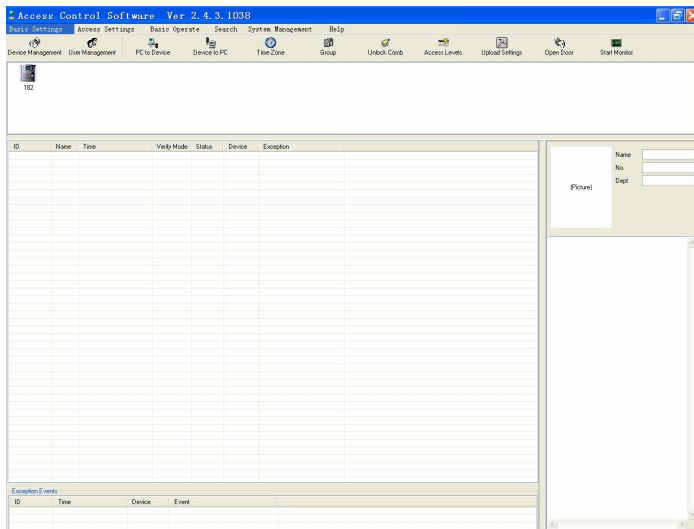 Access Control Software Ver 2.4.3.1038
Basic Settings Access Settings Basic Operate Search System Management Help
Device Management User Management PC to Device Device to PC Time Zone Group Unlock Comb Access Levels Upload Settings Open Door Start Monitor
182
ID Name Time Verify Mode Status Device Exception
Name
No.
Dept
(Picture)
Exception Events
ID Time Device Event